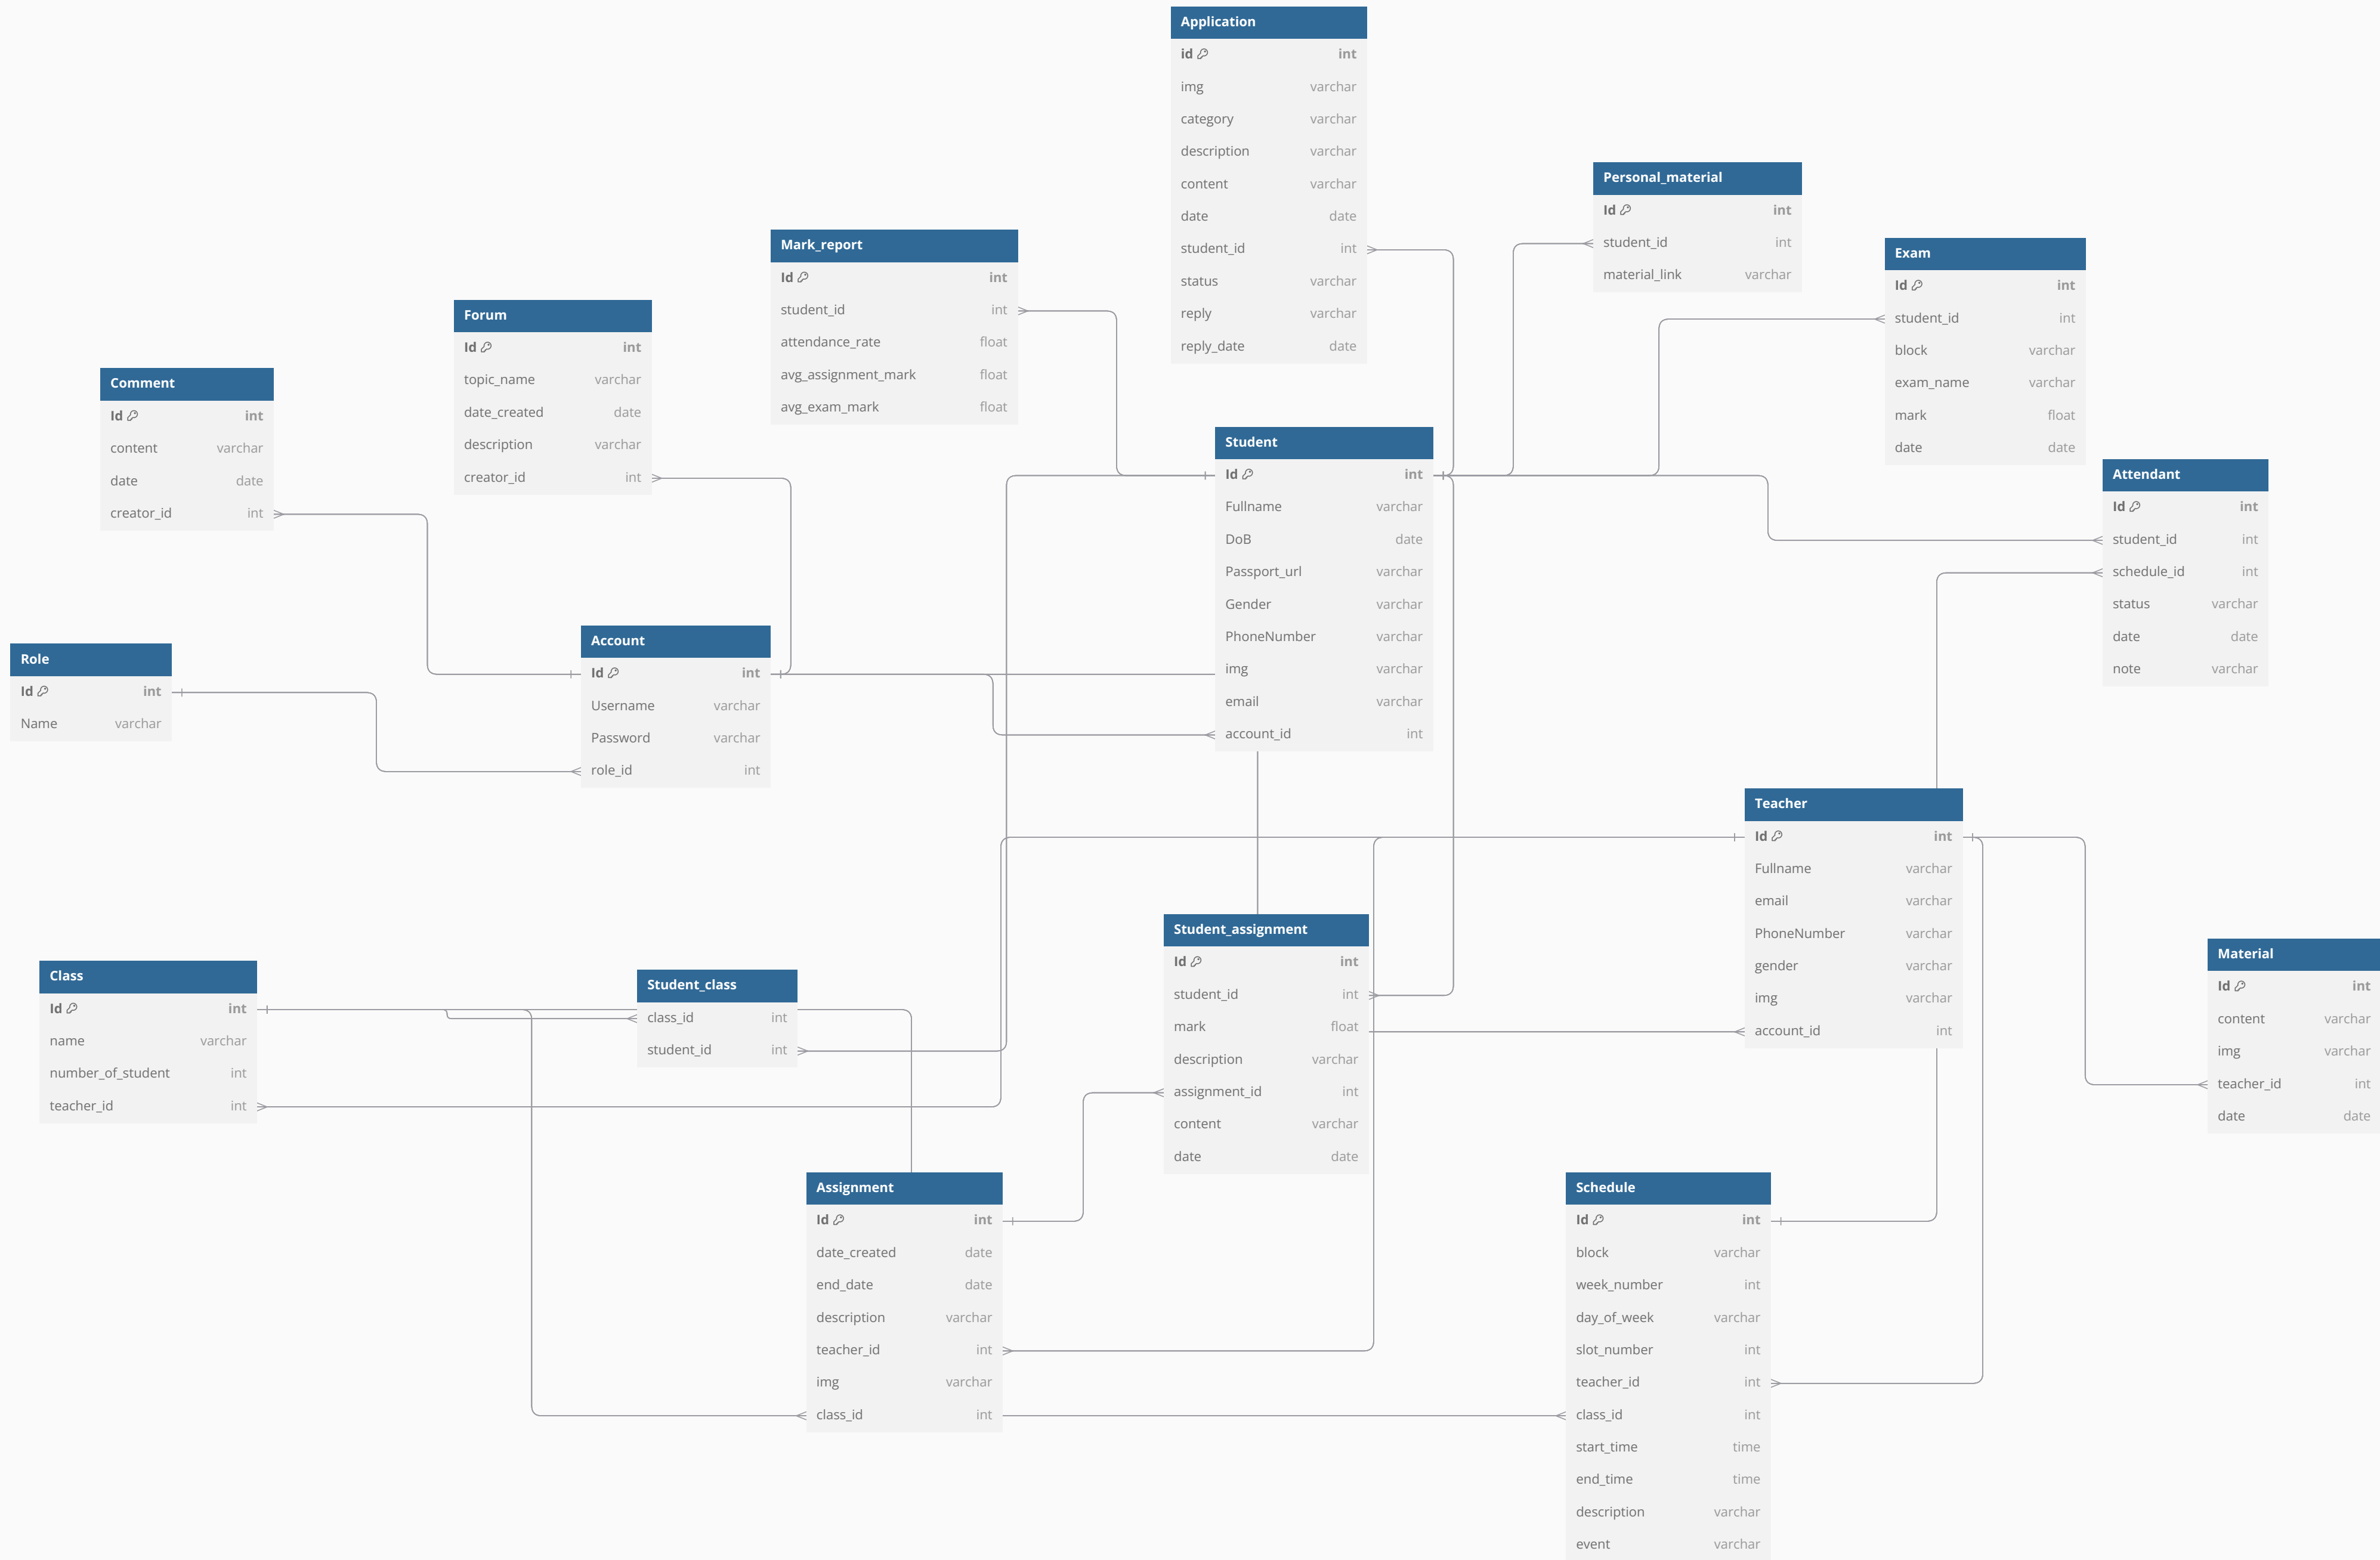 Application
id int
img varchar
category varchar
description varchar
content varchar
date date
student_id int
status varchar
reply varchar
reply_date date
Personal_material
Id int
student_id int
material_link varchar
Mark_report
Id int
student_id int
attendance_rate float
avg_assignment_mark float
avg_exam_mark float
Exam
Id int
student_id int
block varchar
exam_name varchar
mark float
date date
Forum
Id int
topic_name varchar
date_created date
description varchar
creator_id int
Comment
Id int
content varchar
date date
creator_id int
Student
Id int
Fullname varchar
DoB date
Passport_url varchar
Gender varchar
PhoneNumber varchar
img varchar
email varchar
account_id int
Attendant
Id int
student_id int
schedule_id int
status varchar
date date
note varchar
Account
Id int
Username varchar
Password varchar
role_id int
Role
Id int
Name varchar
Teacher
Id int
Fullname varchar
email varchar
PhoneNumber varchar
gender varchar
img varchar
account_id int
Student_assignment
Id int
student_id int
mark float
description varchar
assignment_id int
content varchar
date date
Material
Id int
content varchar
img varchar
teacher_id int
date date
Class
Id int
name varchar
number_of_student int
teacher_id int
Student_class
class_id int
student_id int
Assignment
Id int
date_created date
end_date date
description varchar
teacher_id int
img varchar
class_id int
Schedule
Id int
block varchar
week_number int
day_of_week varchar
slot_number int
teacher_id int
class_id int
start_time time
end_time time
description varchar
event varchar